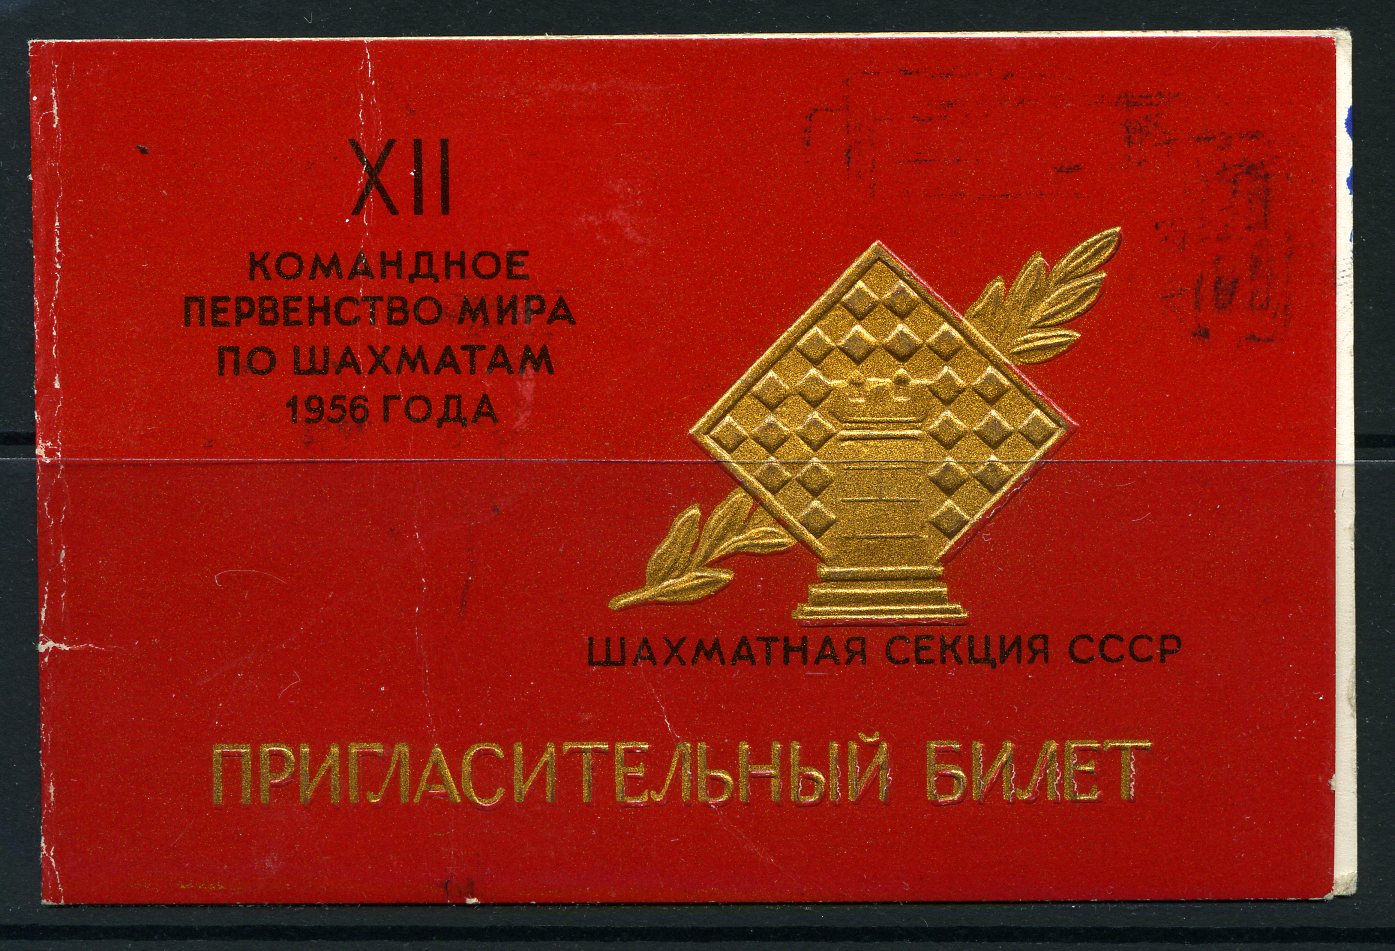 XII
КОМАНДНОЕ
ПЕРВЕНСТВО МИРА
ПО ШАХМАТАМ
1956 ГОДА
ШАХМАТНАЯ СЕКЦИЯ СССР
ПРИГЛАСИТЕЛЬНЫЙ БИЛЕТ